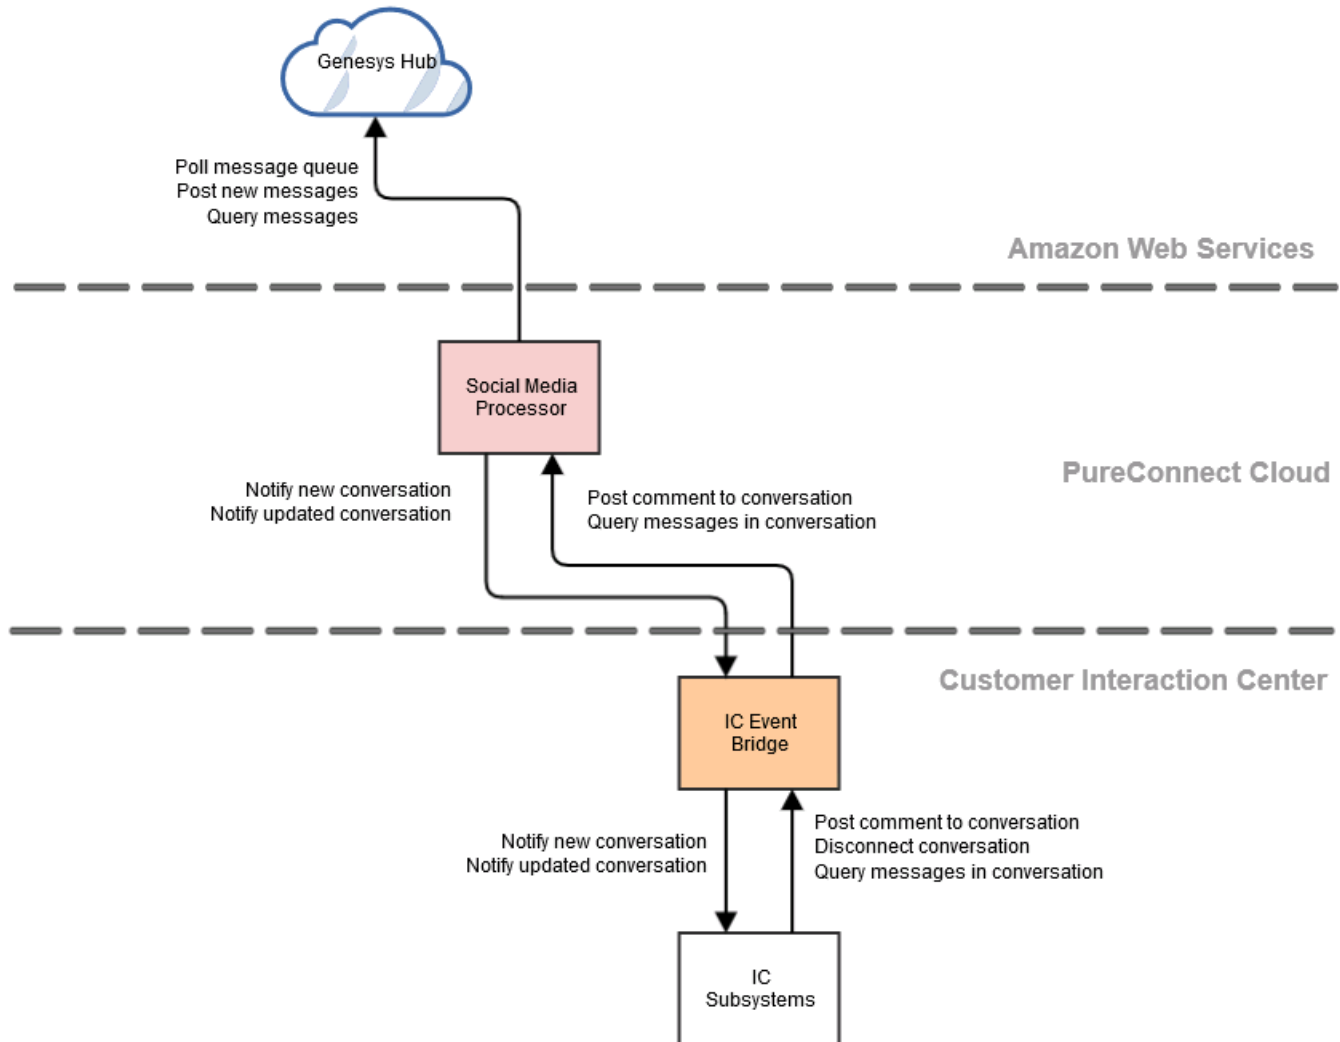 Genesys Hub
Poll message queue
Post new messages
Query messages
Amazon Web Services
Social Media
Processor
PureConnect Cloud
Notify new conversation
Notify updated conversation
Post comment to conversation
Query messages in conversation
Customer Interaction Center
IC Event
Bridge
Notify new conversation
Notify updated conversation
Post comment to conversation
Disconnect conversation
Query messages in conversation
IC
Subsystems